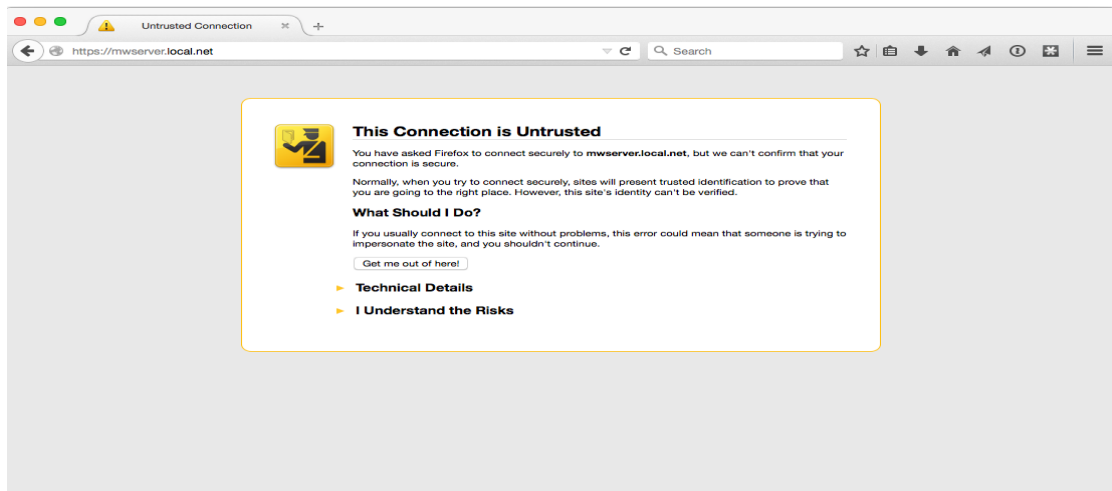 Untrusted Connection
https://mwserver.local.net
Search
This Connection is Untrusted
You have asked Firefox to connect securely to mwserver.local.net, but we can't confirm that your
connection is secure.
Normally, when you try to connect securely, sites will present trusted identification to prove that
you are going to the right place. However, this site's identity can't be verified.
What Should I Do?
If you usually connect to this site without problems, this error could mean that someone is trying to
impersonate the site, and you shouldn't continue.
Get me out of here!
Technical Details
I Understand the Risks